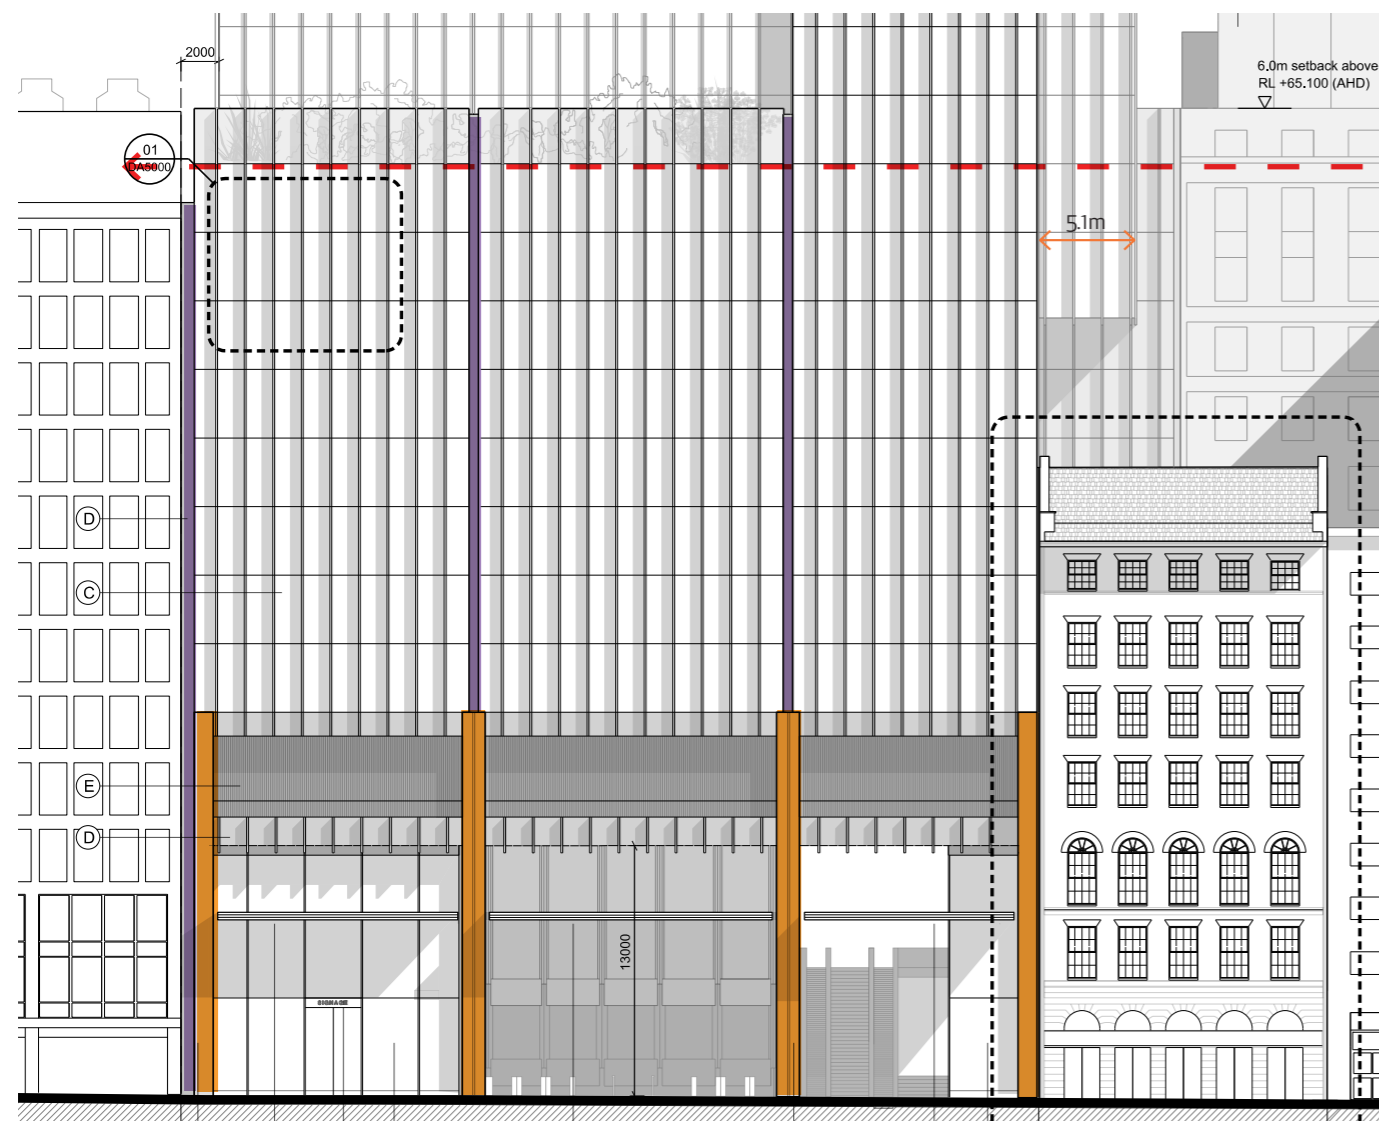 2000
6.0m setback above
RL +65.100 (AHD)
01
DA5000
5.1m
D
C
E
D
13000
SIGNAGE